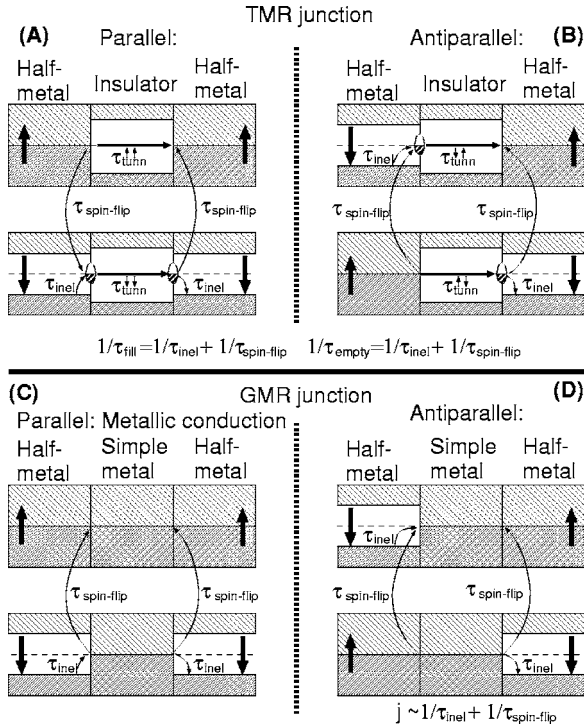 TMR junction
(A) Parallel: Antiparallel: (B)
Half-metal Insulator Half-metal
Half-metal Insulator Half-metal
τtunn
τinel τtunn
τspin-flip τspin-flip
τspin-flip τspin-flip
τinel τtunn τinel
τtunn τinel
1/τfill=1/τinel+ 1/τspin-flip 1/τempty=1/τinel+ 1/τspin-flip
(C) GMR junction (D)
Parallel: Metallic conduction Antiparallel:
Half-metal Simple metal Half-metal
Half-metal Simple metal Half-metal
τinel
τspin-flip τspin-flip
τspin-flip τspin-flip
τinel τinel
τinel
j ~1/τinel+ 1/τspin-flip